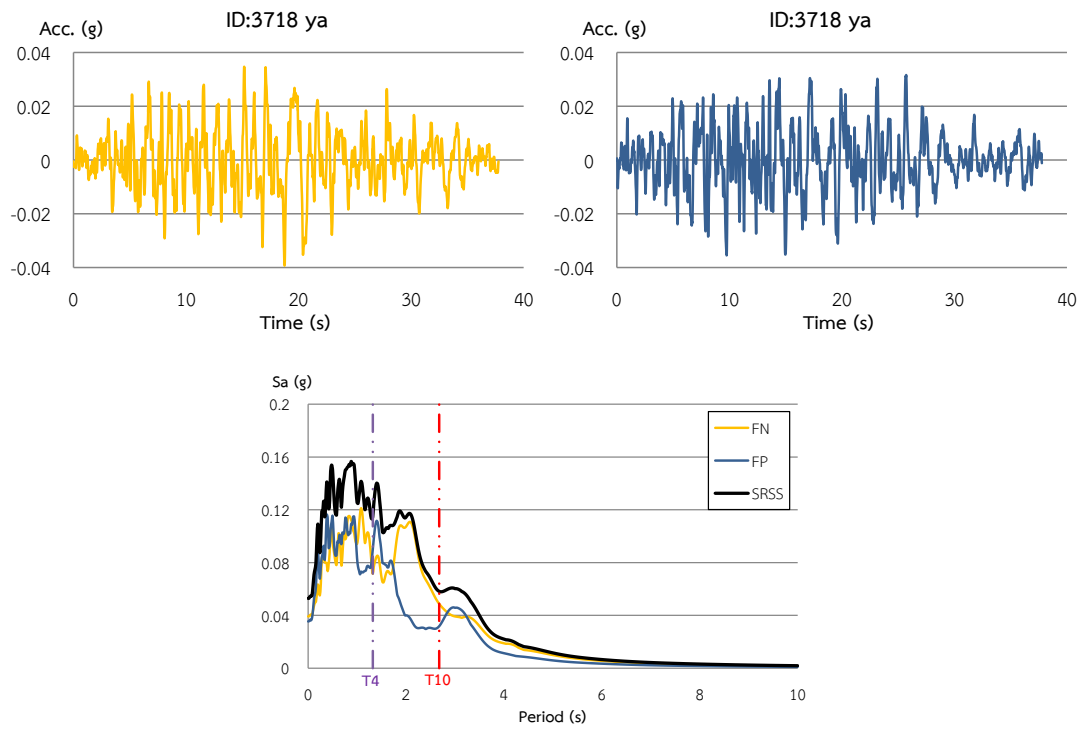 ID:3718 ya
Acc. (g)
0.04
0.02
0
-0.02
-0.04
0 10 20 30 40
Time (s)
ID:3718 ya
Acc. (g)
0.04
0.02
0
-0.02
-0.04
0 10 20 30 40
Time (s)
Sa (g)
0.2
0.16
0.12
0.08
0.04
0
FN
FP
SRSS
T4 T10
0 2 4 6 8 10
Period (s)